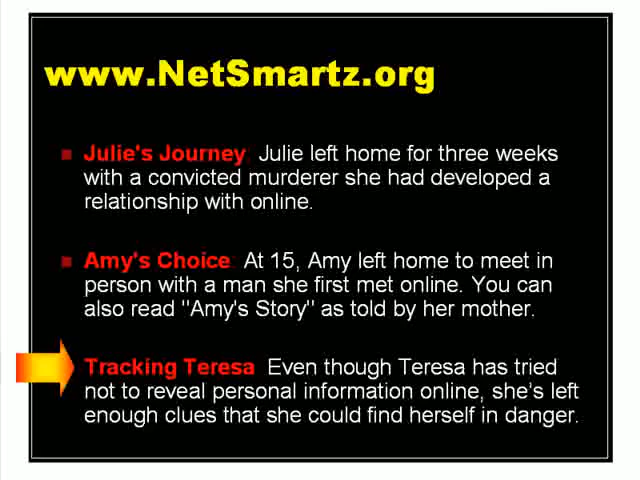 www.NetSmartz.org
Julie's Journey: Julie left home for three weeks
with a convicted murderer she had developed a
relationship with online.
Amy's Choice: At 15, Amy left home to meet in
person with a man she first met online. You can
also read "Amy's Story" as told by her mother.
Tracking Teresa Even though Teresa has tried
not to reveal personal information online, she's left
enough clues that she could find herself in danger.